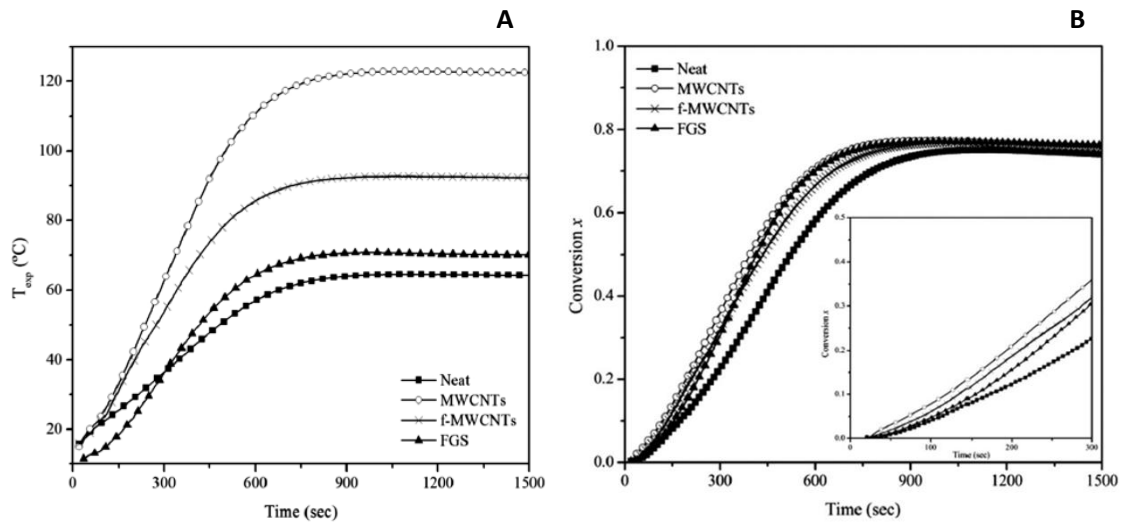 A
120
100
80
60
40
20
T_exp (ºC)
Neat
MWCNTs
f-MWCNTs
FGS
0 300 600 900 1200 1500
Time (sec)
B
1.0
0.8
0.6
0.4
0.2
0.0
Conversion x
Neat
MWCNTs
f-MWCNTs
FGS
0.5
0.4
0.3
0.2
0.1
0.0
Conversion x
0 100 200 300
Time (sec)
0 300 600 900 1200 1500
Time (sec)